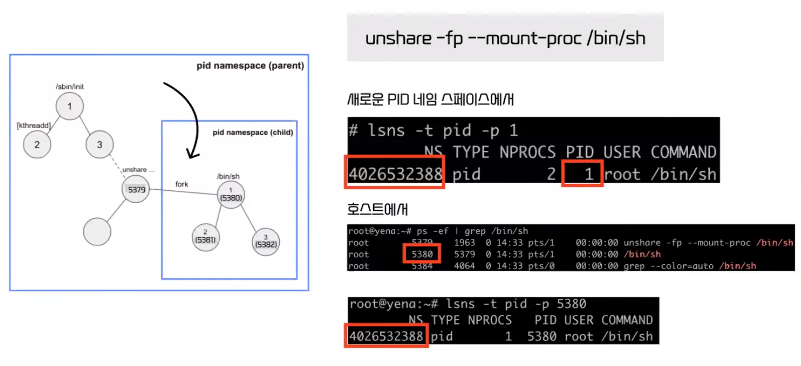 unshare -fp --mount-proc /bin/sh
pid namespace (parent)
/sbin/init
1
[kthreadd]
2
3
pid namespace (child)
unshare ...
5379
fork
/bin/sh
1
(5380)
2
(5381)
3
(5382)
새로운 PID 네임 스페이스에서
# lsns -t pid -p 1
NS TYPE NPROCS PID USER COMMAND
4026532388 pid 2 1 root /bin/sh
호스트에서
root@yena:~# ps -ef | grep /bin/sh
root 5379 1963 0 14:33 pts/1 00:00:00 unshare -fp --mount-proc /bin/sh
root 5380 5379 0 14:33 pts/1 00:00:00 /bin/sh
root 5384 4064 0 14:33 pts/0 00:00:00 grep --color=auto /bin/sh
root@yena:~# lsns -t pid -p 5380
NS TYPE NPROCS PID USER COMMAND
4026532388 pid 1 5380 root /bin/sh